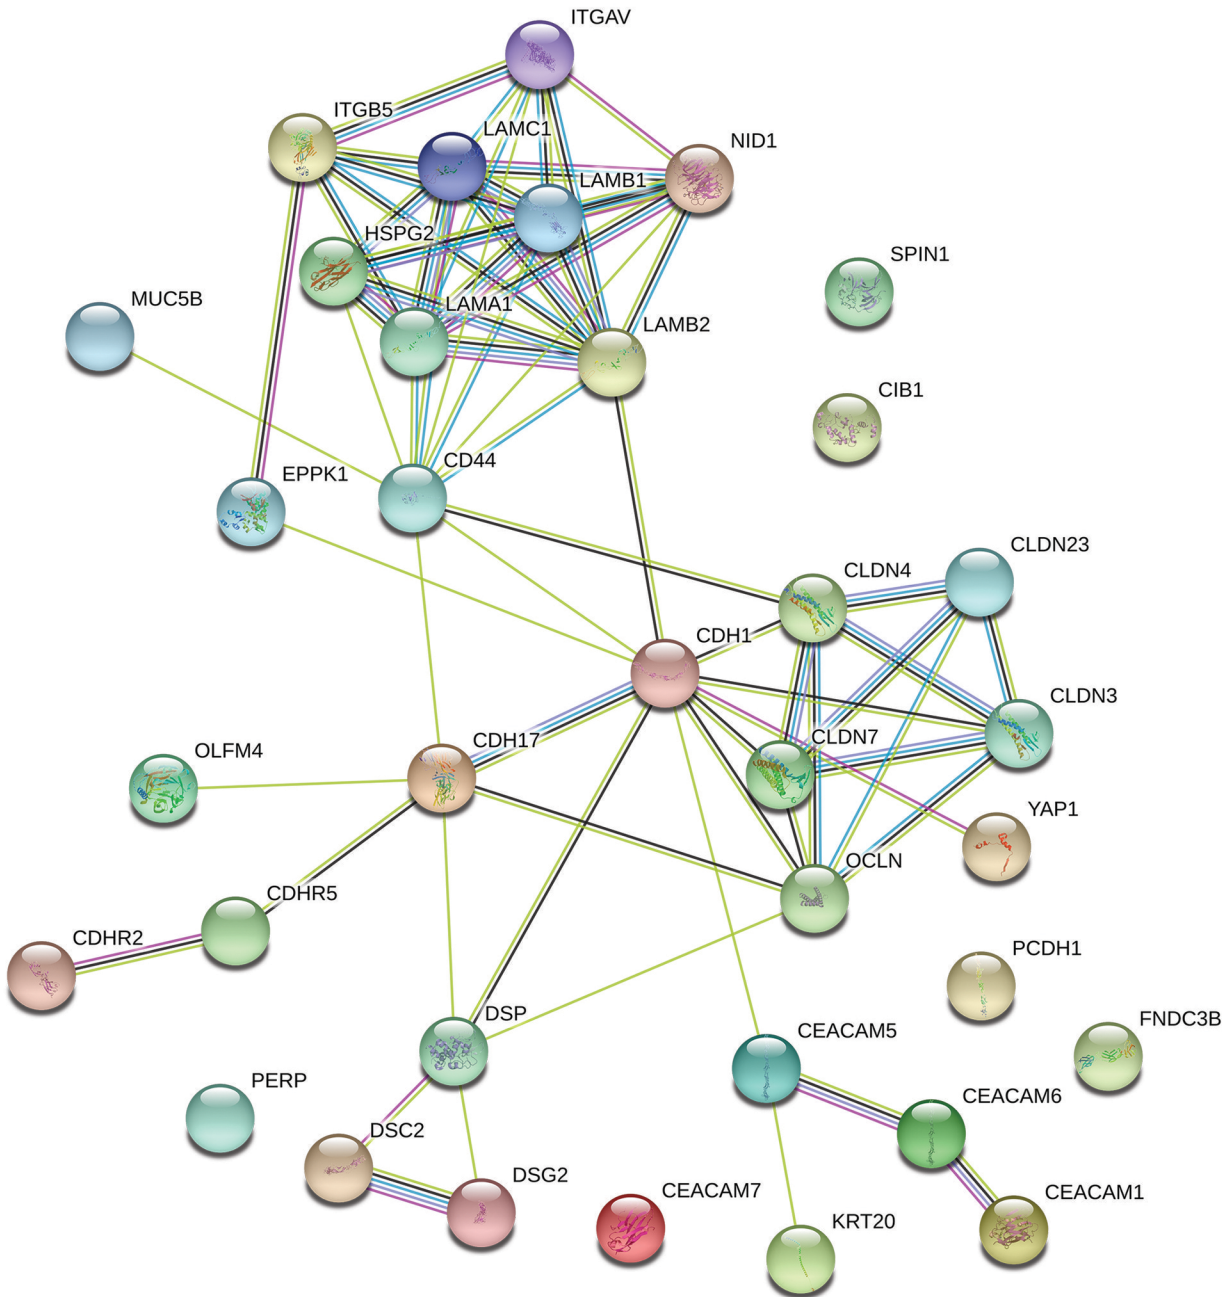 ITGAV
ITGB5
LAMC1
NID1
LAMB1
HSPG2
SPIN1
MUC5B
LAMA1
LAMB2
CIB1
CD44
EPPK1
CLDN23
CLDN4
CDH1
CLDN3
CLDN7
CDH17
OLFM4
YAP1
OCLN
CDHR5
CDHR2
PCDH1
DSP
FNDC3B
CEACAM5
PERP
CEACAM6
DSC2
DSG2
CEACAM7
CEACAM1
KRT20